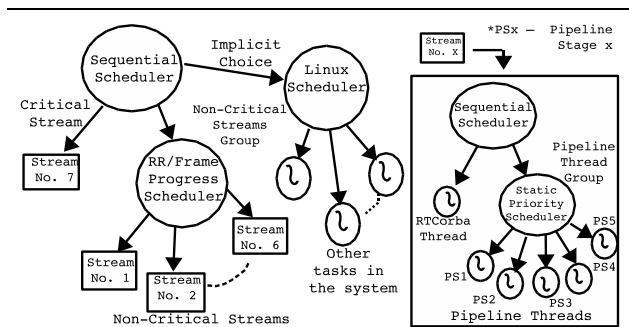 Sequential
Scheduler
Implicit
Choice
Linux
Scheduler
Critical
Stream
Non-Critical
Streams
Group
Stream
No. 7
RR/Frame
Progress
Scheduler
Stream
No. 6
Stream
No. 1
Stream
No. 2
Non-Critical Streams
Other
tasks in
the system
*PSx – Pipeline
Stage x
Stream
No. X
Sequential
Scheduler
Pipeline
Thread
Group
Static
Priority
Scheduler
RTCorba
Thread
PS5
PS4
PS1
PS2
PS3
Pipeline Threads